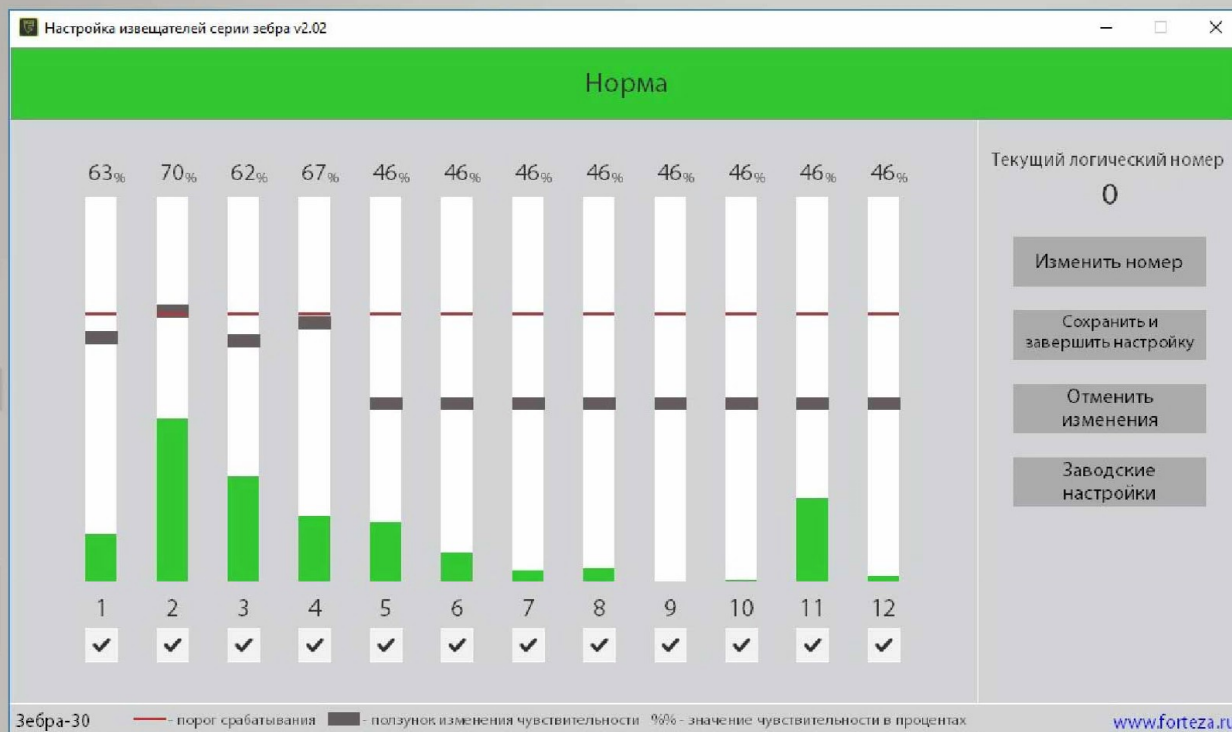 Настройка извещателей серии зебра v2.02
Норма
63% 70% 62% 67% 46% 46% 46% 46% 46% 46% 46% 46%
1 2 3 4 5 6 7 8 9 10 11 12
Текущий логический номер
0
Изменить номер
Сохранить и
завершить настройку
Отменить
изменения
Заводские
настройки
Зебра-30 - порог срабатывания - ползунок изменения чувствительности %% - значение чувствительности в процентах www.forteza.ru